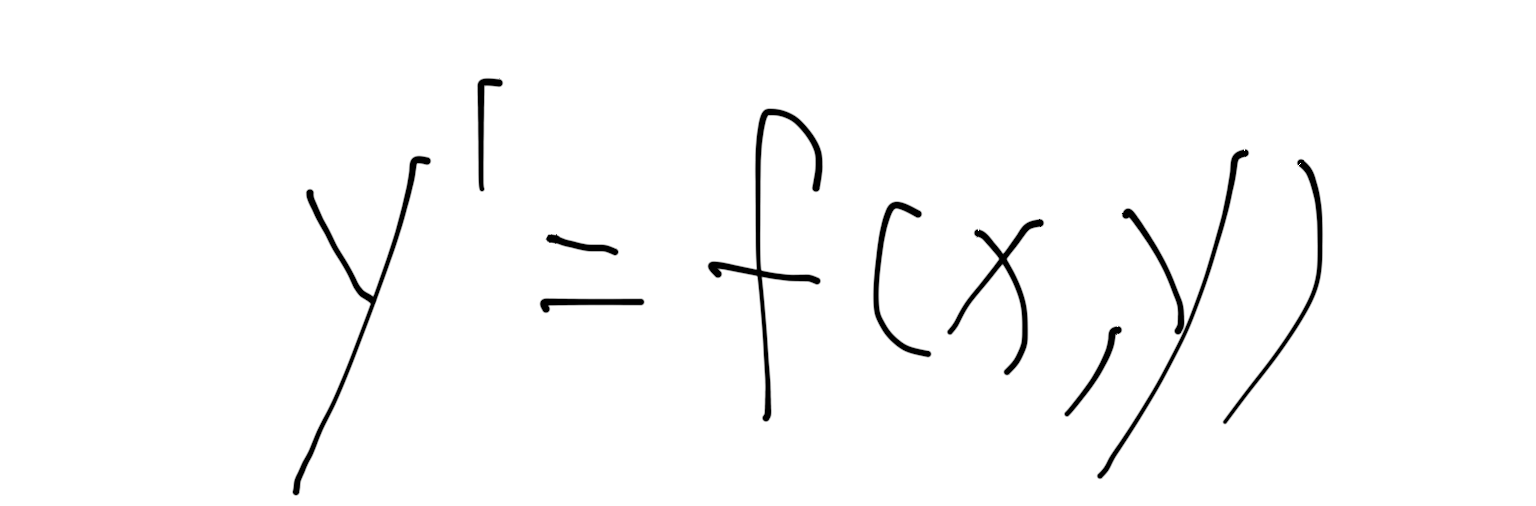 y' = f(x,y)